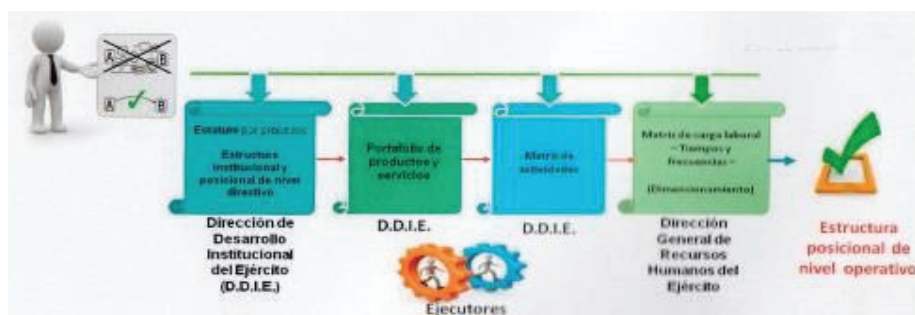 A B
A B
Estatuto por procesos
Estructura
institucional y
posicional de nivel
directivo
Portafolio de
productos y
servicios
Matriz de
actividades
Matriz de carga laboral
– Tiempos y
frecuencias –
(Dimensionamiento)
Dirección de
Desarrollo
Institucional
del Ejército
(D.D.I.E.)
D.D.I.E.
D.D.I.E.
Dirección
General de
Recursos
Humanos del
Ejército
Estructura
posicional de
nivel operativo
Ejecutores